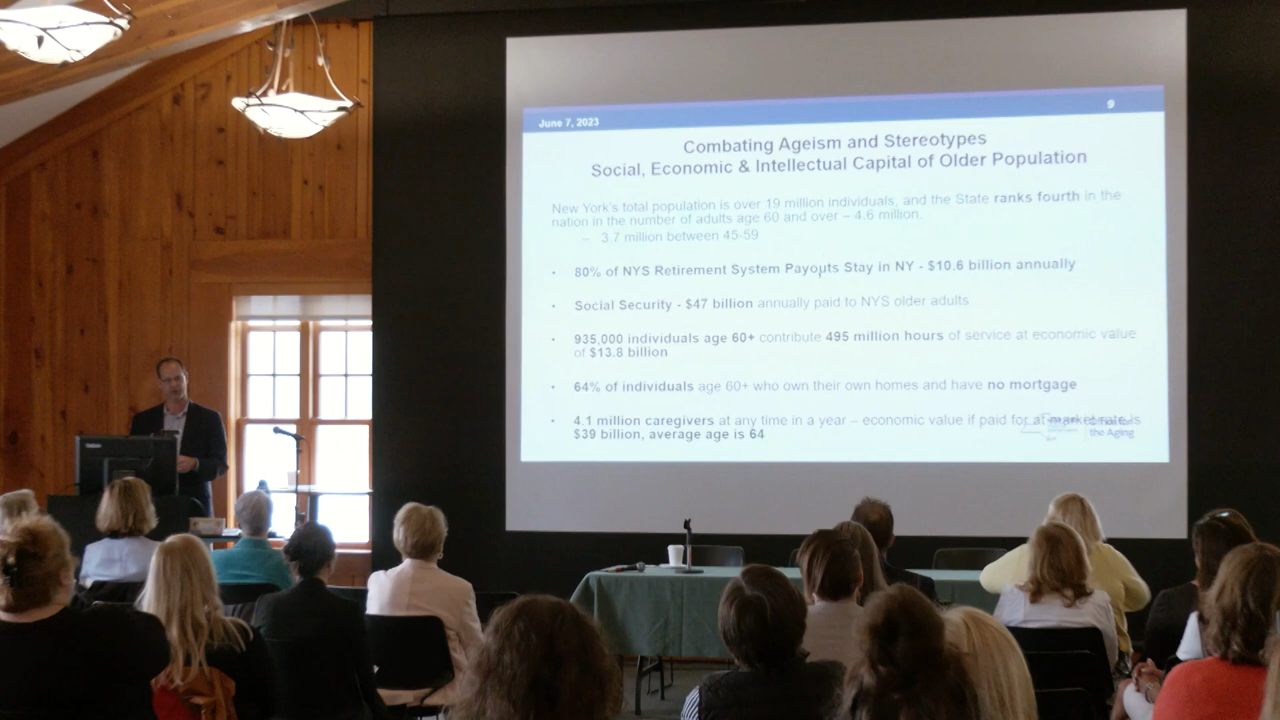 June 7, 2023
9
Combating Ageism and Stereotypes
Social, Economic & Intellectual Capital of Older Population
New York's total population is over 19 million individuals, and the State ranks fourth in the
nation in the number of adults age 60 and over – 4.6 million.
– 3.7 million between 45-59
• 80% of NYS Retirement System Payouts Stay in NY - $10.6 billion annually
• Social Security - $47 billion annually paid to NYS older adults
• 935,000 individuals age 60+ contribute 495 million hours of service at economic value
of $13.8 billion
• 64% of individuals age 60+ who own their own homes and have no mortgage
• 4.1 million caregivers at any time in a year – economic value if paid for at market rate is
$39 billion, average age is 64
the Aging